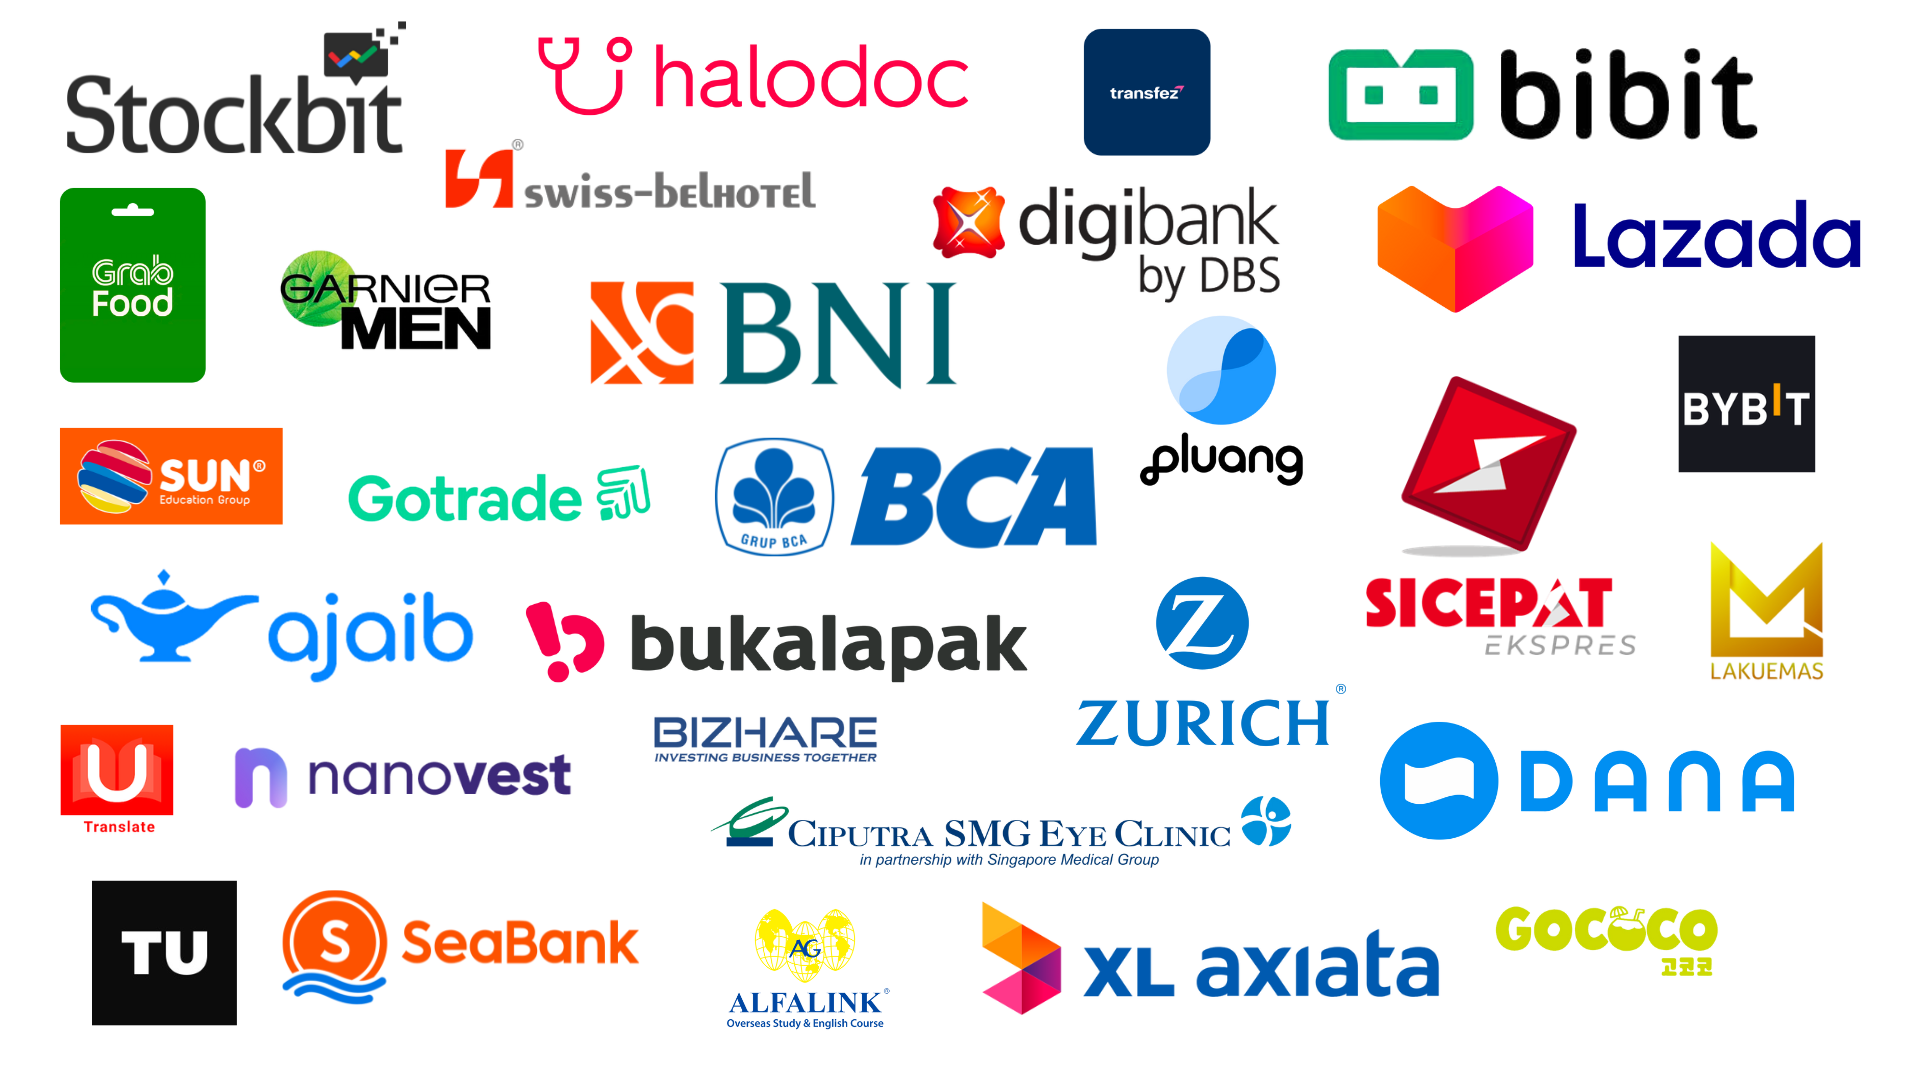 Stockbit
halodoc
transfez
bibit
swiss-belHOTEL ®
Grab
Food
GARNIER
MEN
BNI
digibank
by DBS
Lazada
pluang
BYBIT
SUN®
Education Group
Gotrade
GRUP BCA
BCA
SICEPAT
EKSPRES
LAKUEMAS
ajaib
bukalapak
Z
ZURICH ®
U
Translate
nanovest
BIZHARE
INVESTING BUSINESS TOGETHER
DANA
CIPUTRA SMG EYE CLINIC
in partnership with Singapore Medical Group
TU
S
SeaBank
AG
ALFALINK ®
Overseas Study & English Course
XL axiata
GOCOCO
고코코